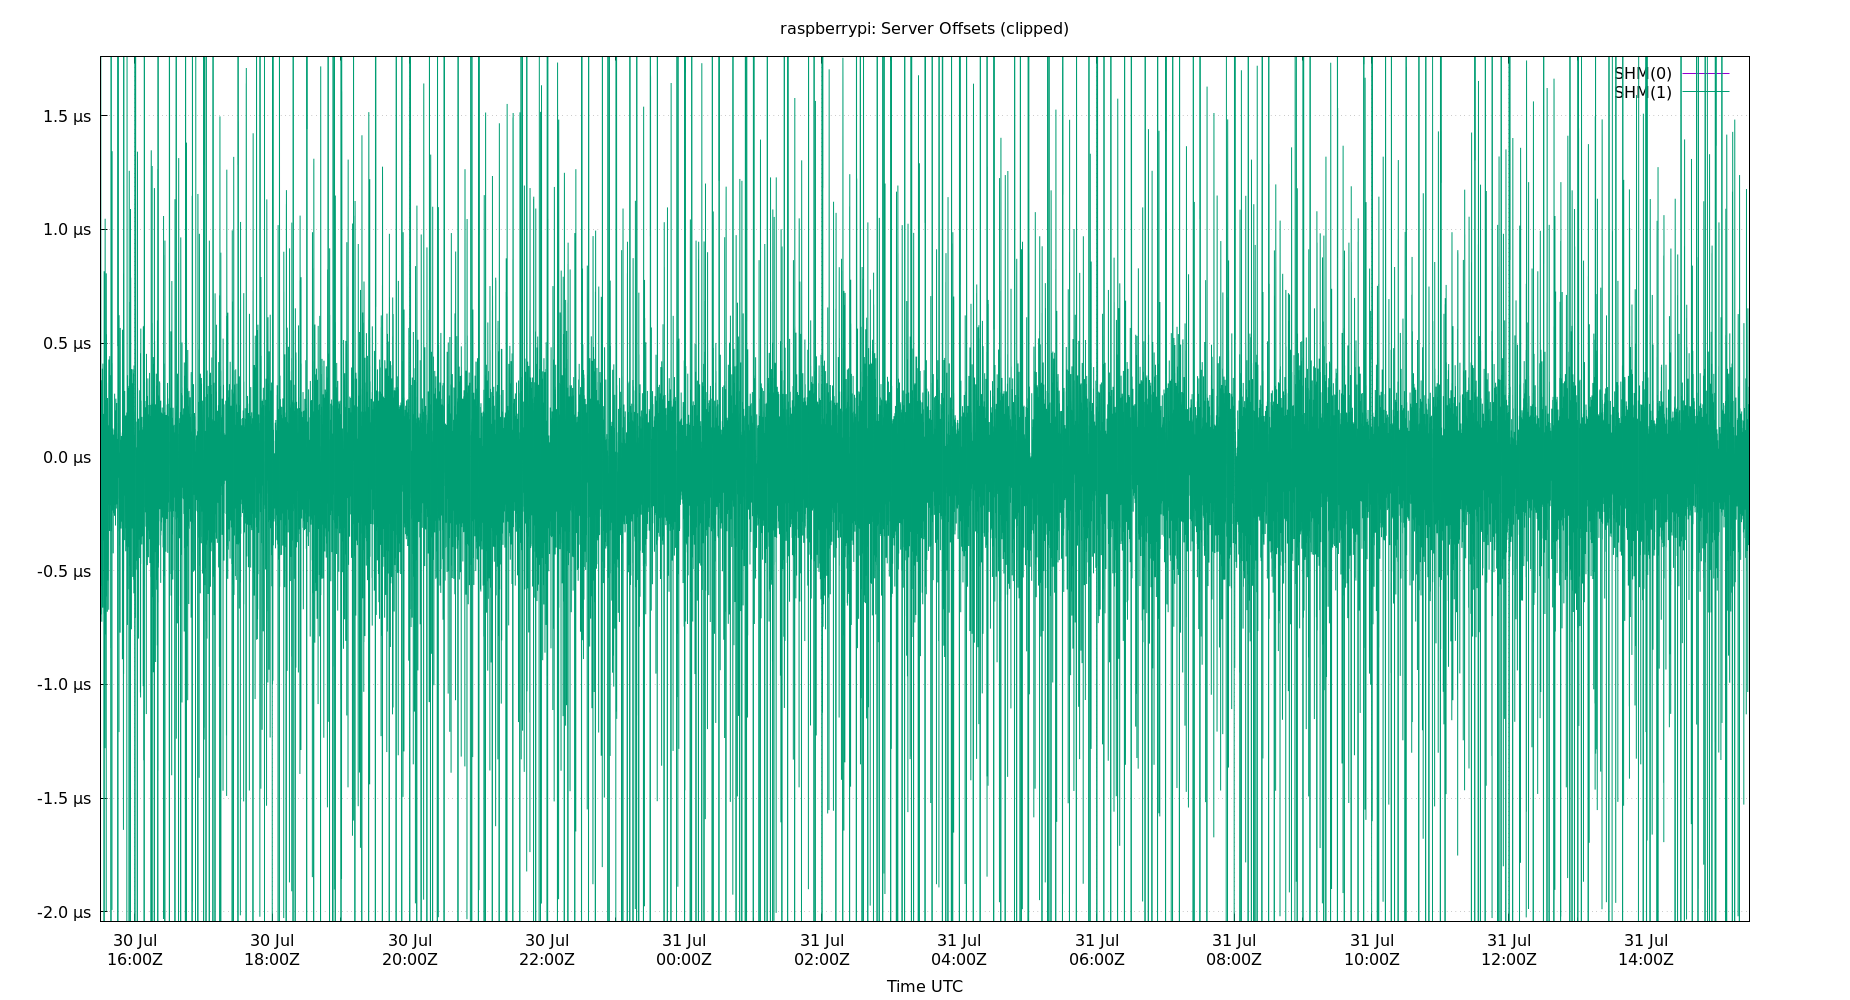 raspberrypi: Server Offsets (clipped)
SHM(0)
SHM(1)
1.5 µs
1.0 µs
0.5 µs
0.0 µs
-0.5 µs
-1.0 µs
-1.5 µs
-2.0 µs
30 Jul 30 Jul 30 Jul 30 Jul 31 Jul 31 Jul 31 Jul 31 Jul 31 Jul 31 Jul 31 Jul 31 Jul
16:00Z 18:00Z 20:00Z 22:00Z 00:00Z 02:00Z 04:00Z 06:00Z 08:00Z 10:00Z 12:00Z 14:00Z
Time UTC